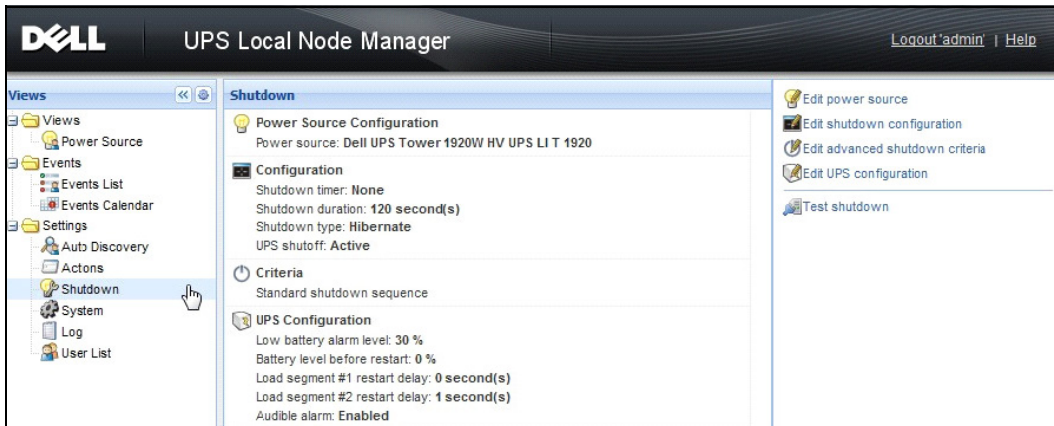 DELL
UPS Local Node Manager
Logout 'admin' | Help
Views
Views
Power Source
Events
Events List
Events Calendar
Settings
Auto Discovery
Actons
Shutdown
System
Log
User List
Shutdown
Power Source Configuration
Power source: Dell UPS Tower 1920W HV UPS LI T 1920
Configuration
Shutdown timer: None
Shutdown duration: 120 second(s)
Shutdown type: Hibernate
UPS shutoff: Active
Criteria
Standard shutdown sequence
UPS Configuration
Low battery alarm level: 30 %
Battery level before restart: 0 %
Load segment #1 restart delay: 0 second(s)
Load segment #2 restart delay: 1 second(s)
Audible alarm: Enabled
Edit power source
Edit shutdown configuration
Edit advanced shutdown criteria
Edit UPS configuration
Test shutdown